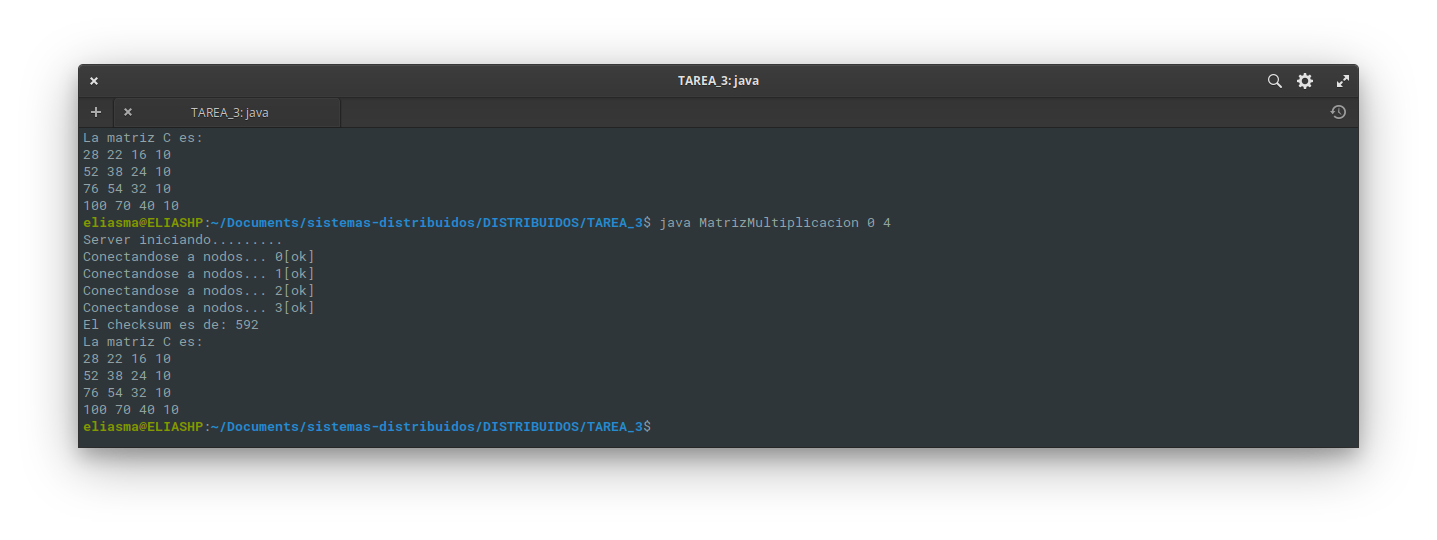 TAREA_3: java
TAREA_3: java
La matriz C es:
28 22 16 10
52 38 24 10
76 54 32 10
100 70 40 10
eliasma@ELIASHP:~/Documents/sistemas-distribuidos/DISTRIBUIDOS/TAREA_3$ java MatrizMultiplicacion 0 4
Server iniciando.........
Conectandose a nodos... 0[ok]
Conectandose a nodos... 1[ok]
Conectandose a nodos... 2[ok]
Conectandose a nodos... 3[ok]
El checksum es de: 592
La matriz C es:
28 22 16 10
52 38 24 10
76 54 32 10
100 70 40 10
eliasma@ELIASHP:~/Documents/sistemas-distribuidos/DISTRIBUIDOS/TAREA_3$